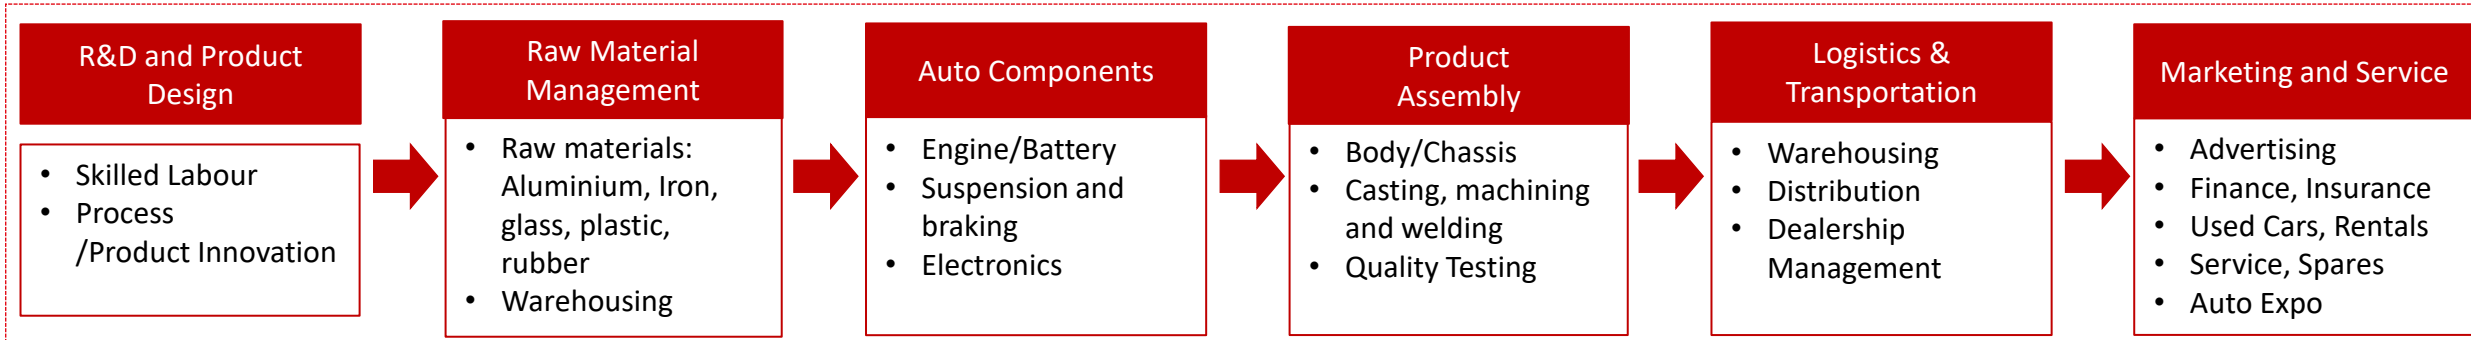 R&D and Product
Design
• Skilled Labour
• Process
/Product Innovation
Raw Material
Management
• Raw materials:
Aluminium, Iron,
glass, plastic,
rubber
• Warehousing
Auto Components
• Engine/Battery
• Suspension and
braking
• Electronics
Product
Assembly
• Body/Chassis
• Casting, machining
and welding
• Quality Testing
Logistics &
Transportation
• Warehousing
• Distribution
• Dealership
Management
Marketing and Service
• Advertising
• Finance, Insurance
• Used Cars, Rentals
• Service, Spares
• Auto Expo